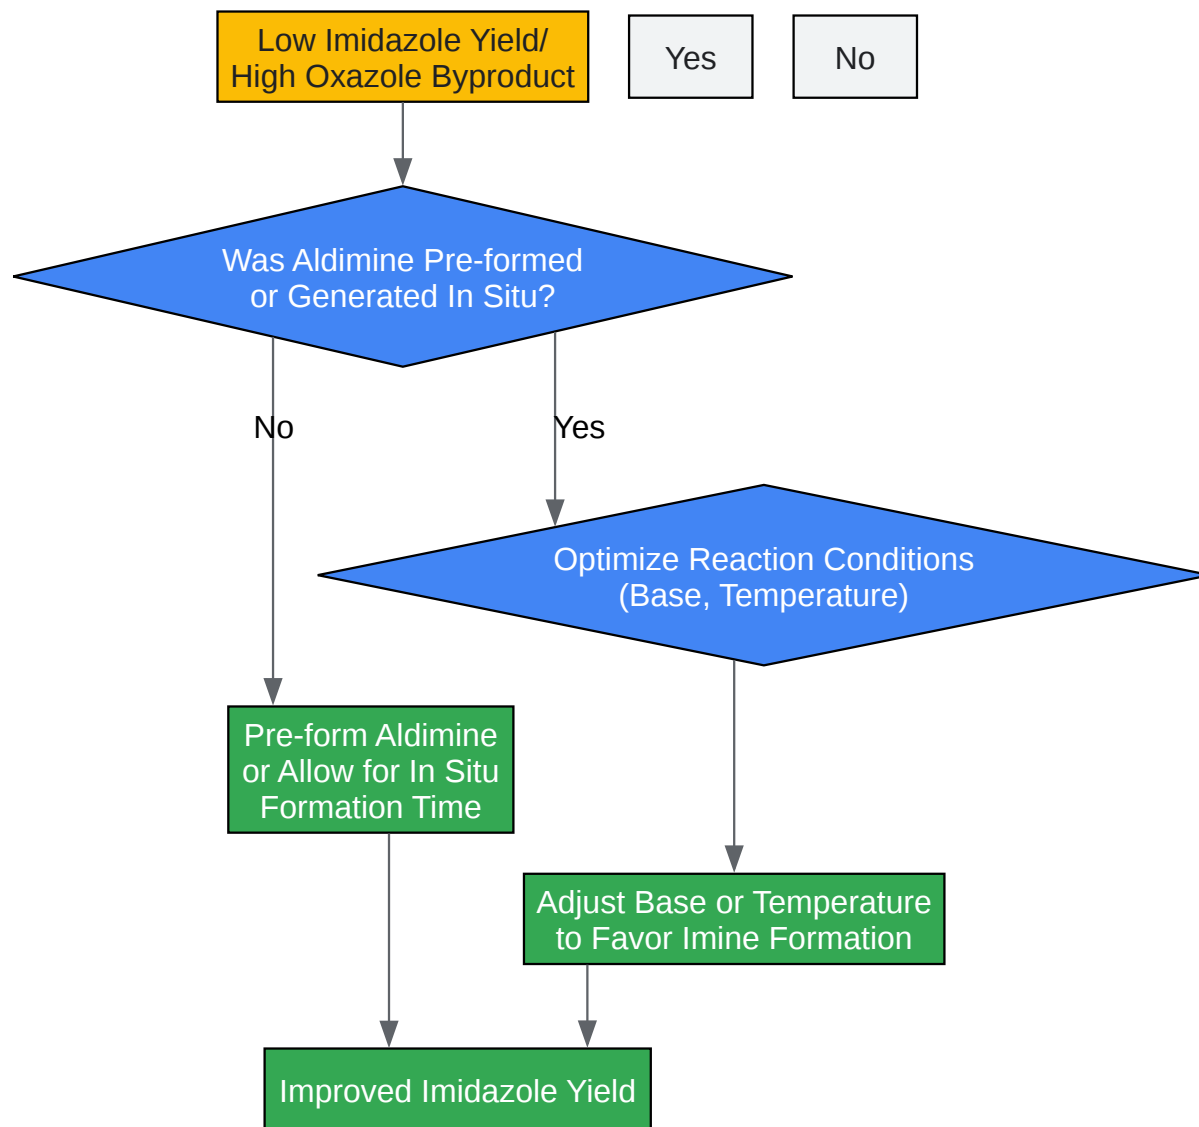 Low Imidazole Yield/
High Oxazole Byproduct
Yes
No
Was Aldimine Pre-formed
or Generated In Situ?
No
Yes
Optimize Reaction Conditions
(Base, Temperature)
Pre-form Aldimine
or Allow for In Situ
Formation Time
Adjust Base or Temperature
to Favor Imine Formation
Improved Imidazole Yield